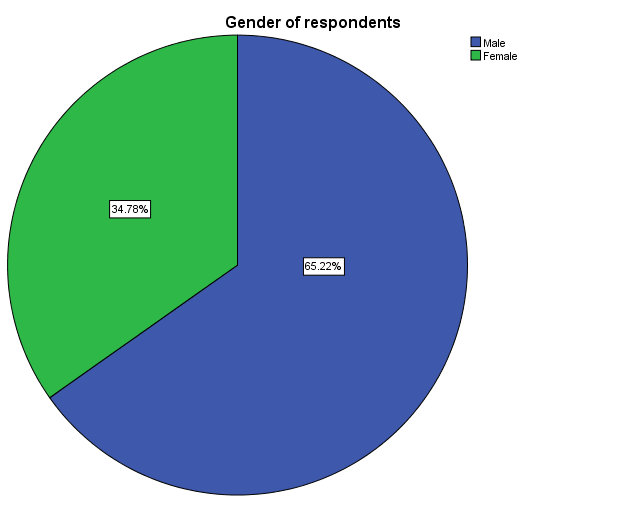 Gender of respondents
Male
Female
34.78%
65.22%